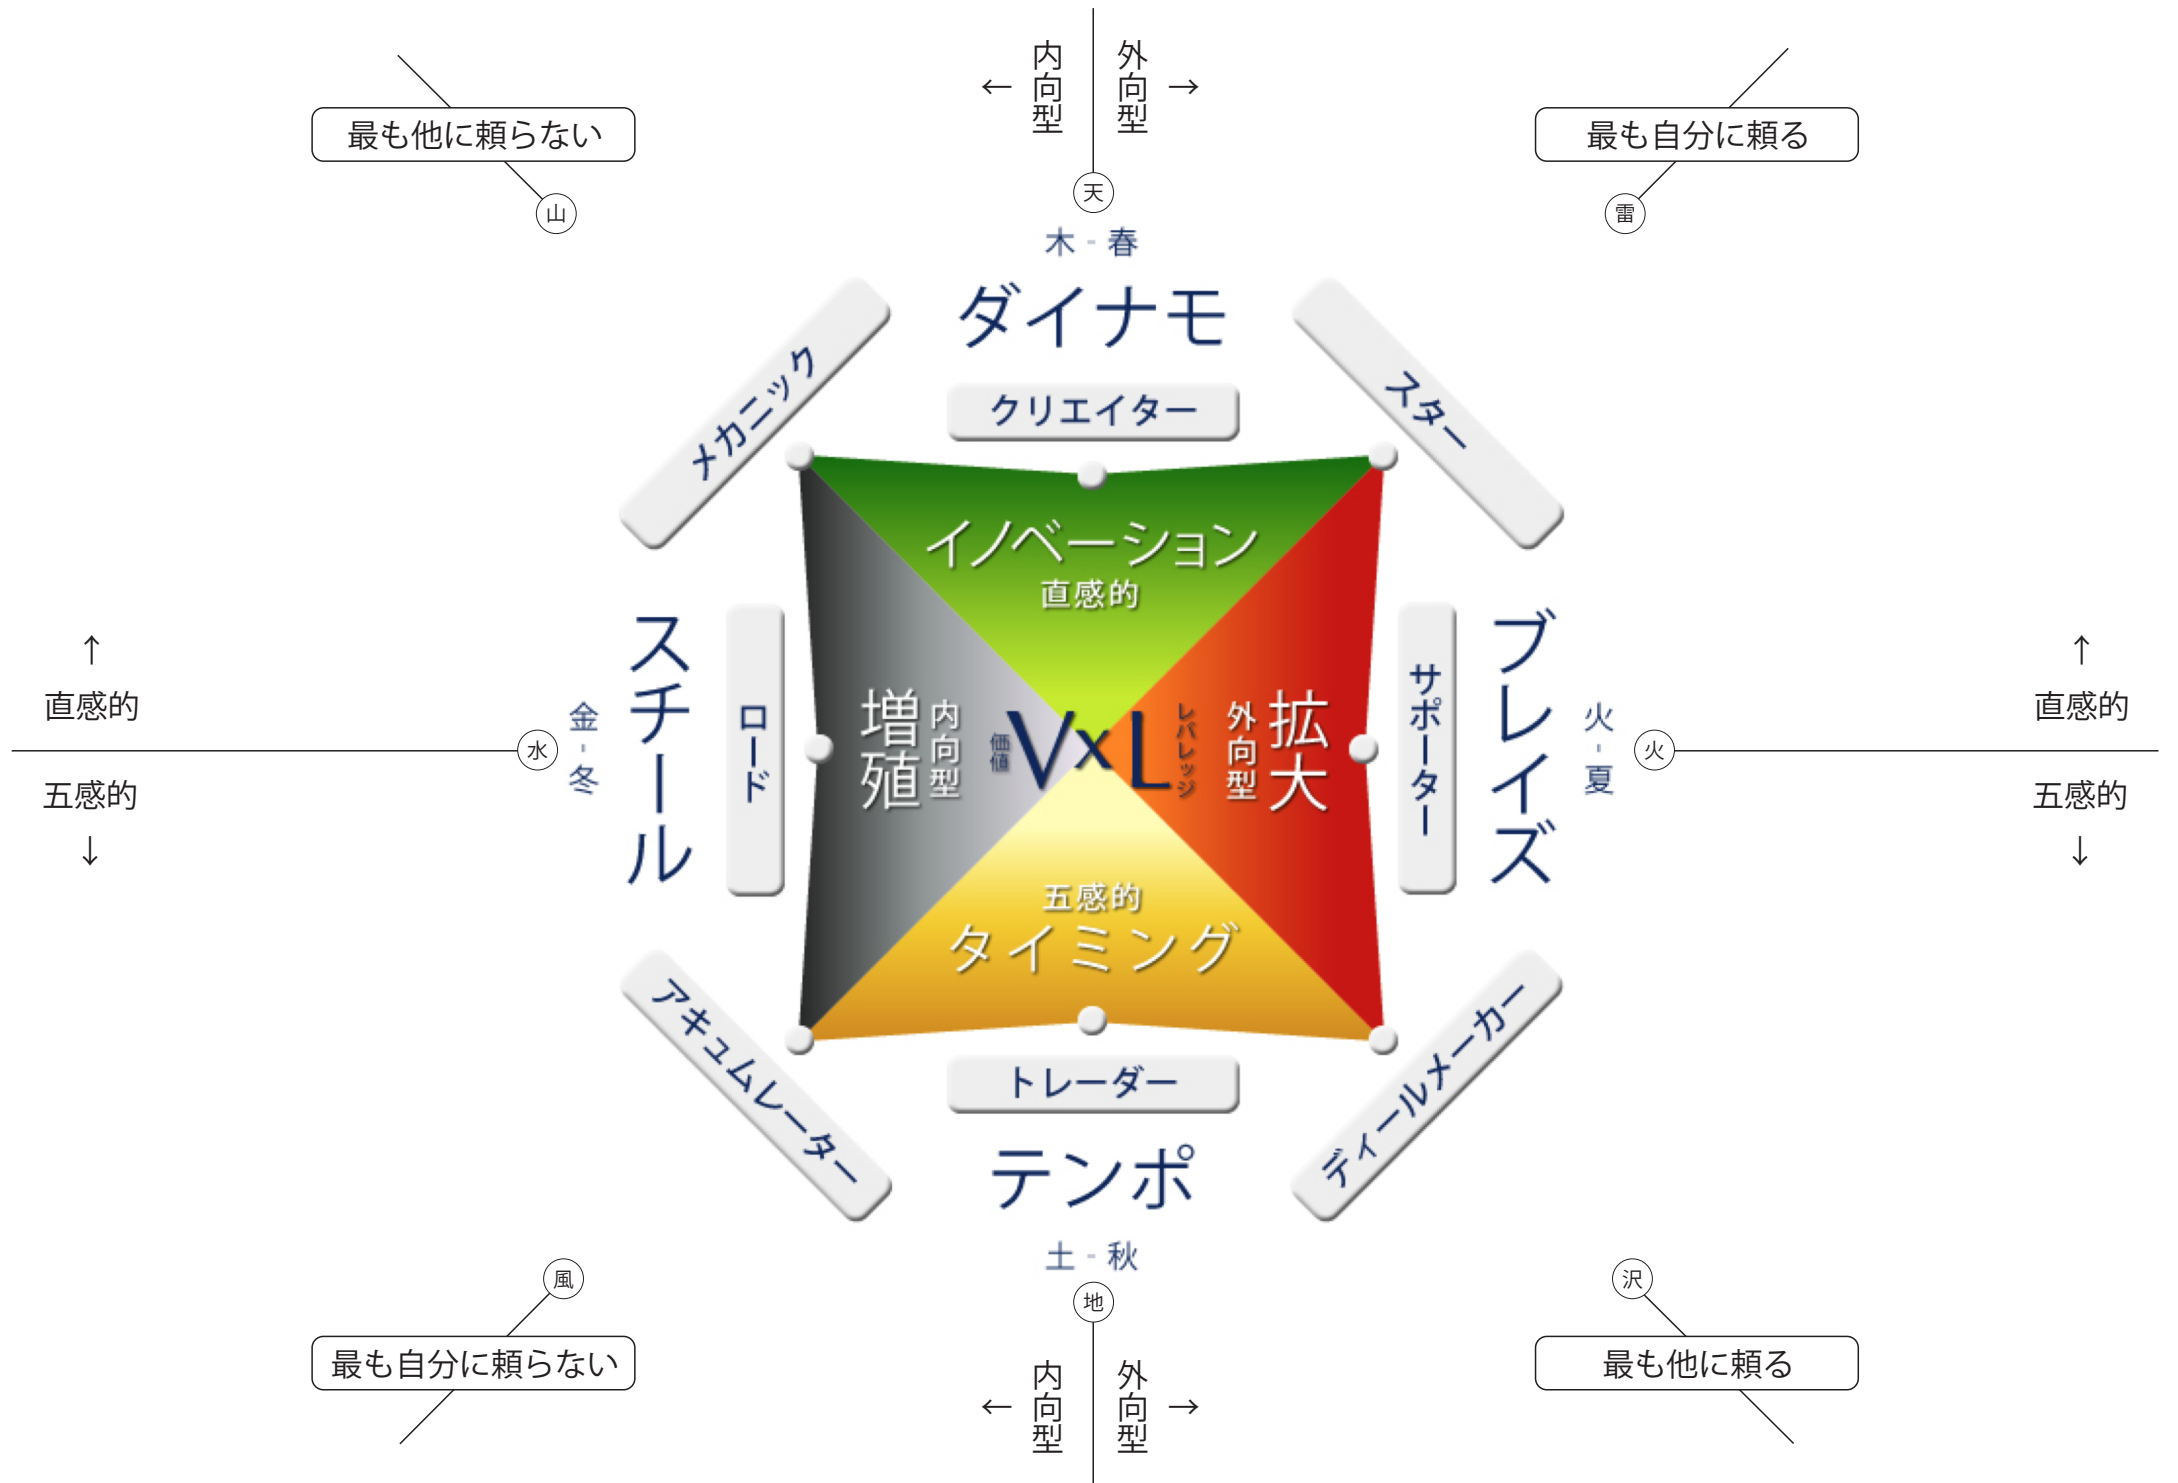 内向型
外向型
← →
最も他に頼らない
最も自分に頼る
山
天
雷
木 - 春
ダイナモ
メカニック
クリエイター
スター
イノベーション
直感的
↑
直感的
五感的
↓
水
金 - 冬
スチール
ロード
増殖
内向型
価値
V×L
レバレッジ
外向型
拡大
サポーター
ブレイズ
火 - 夏
火
↑
直感的
五感的
↓
五感的
タイミング
アキュムレーター
トレーダー
ディールメーカー
テンポ
土 - 秋
風
地
沢
最も自分に頼らない
最も他に頼る
内向型
外向型
← →